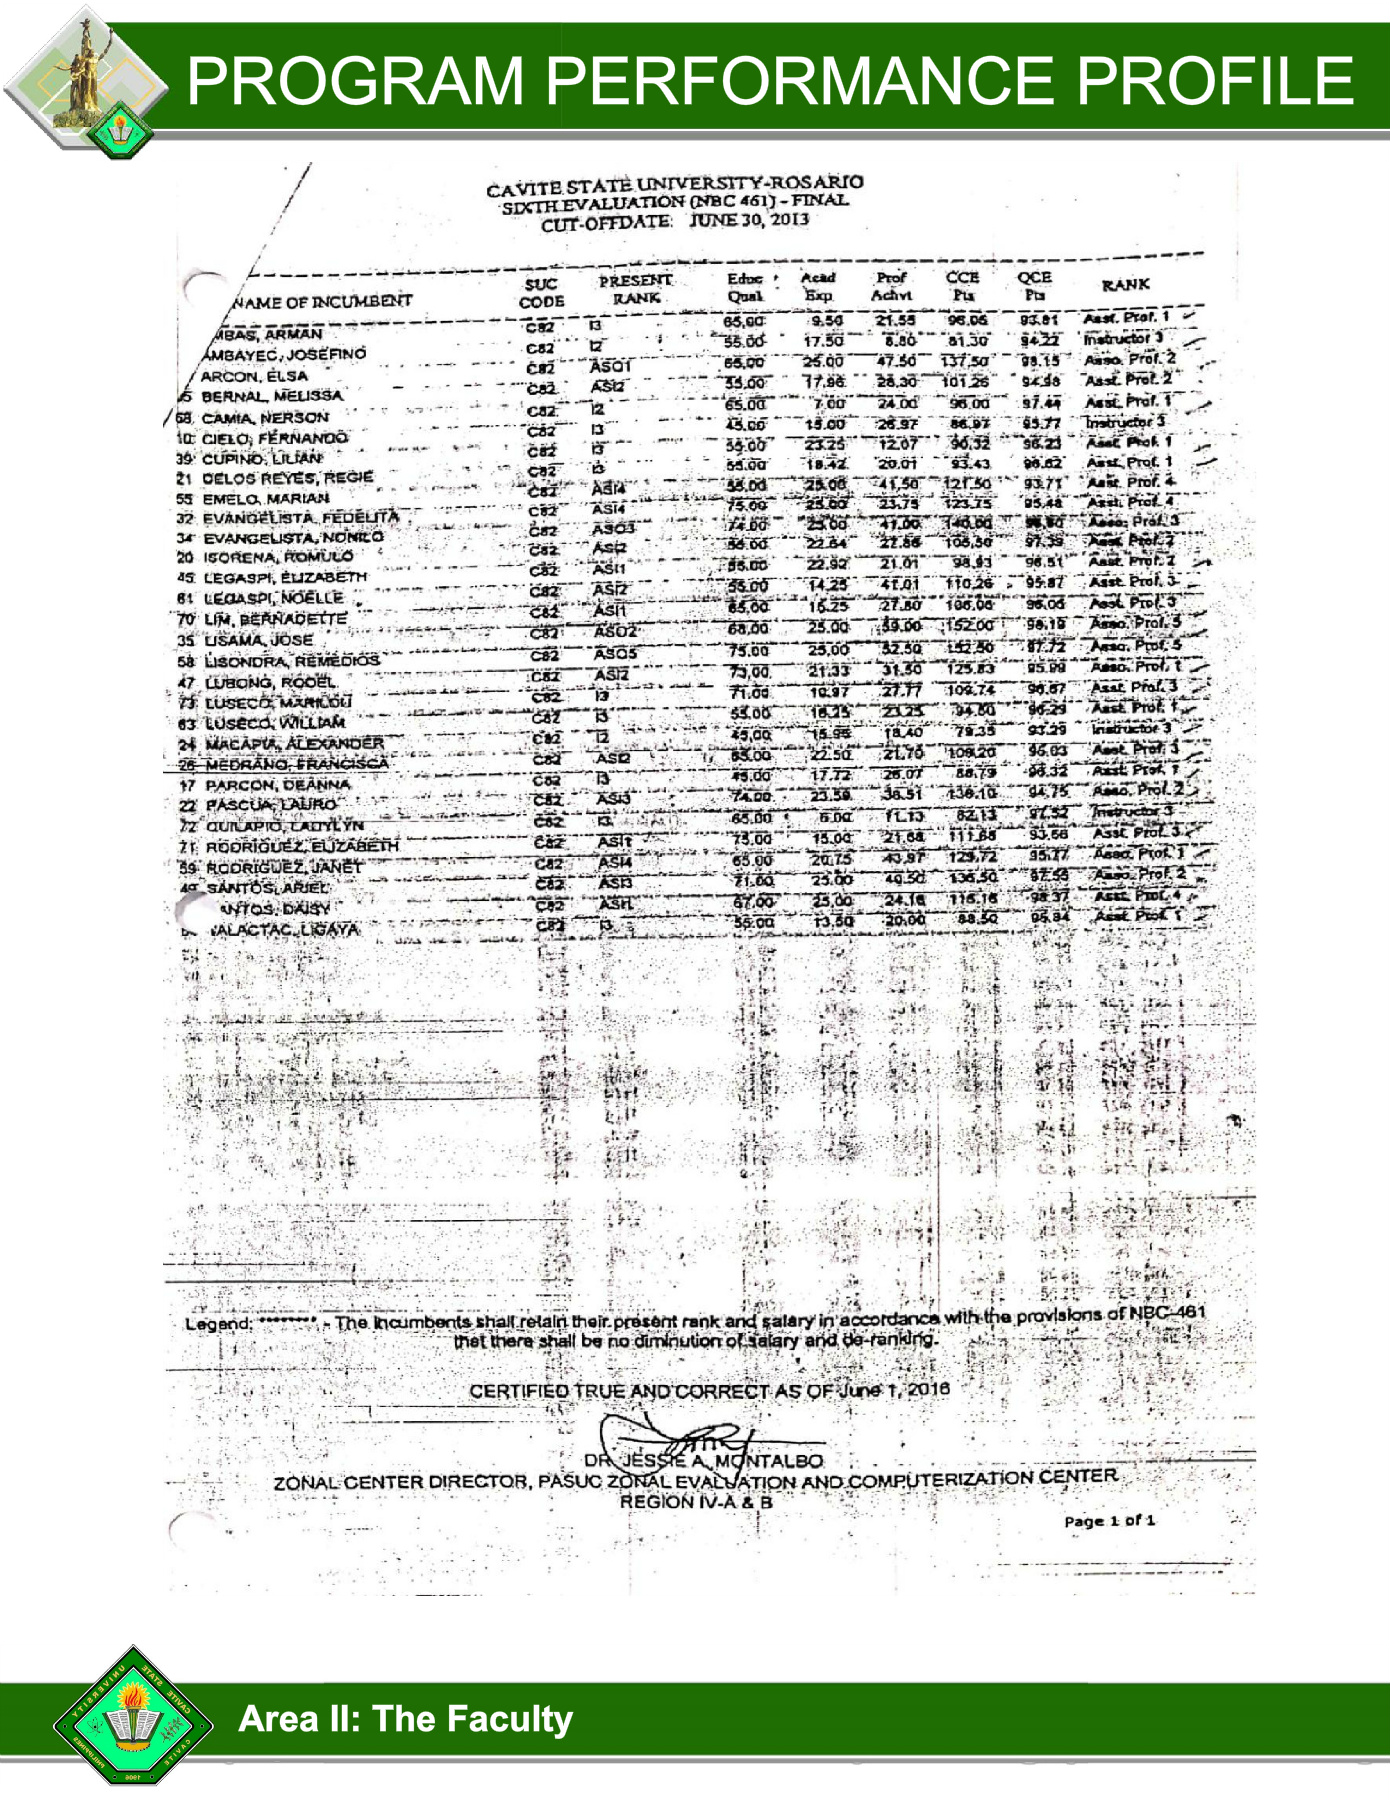 PROGRAM PERFORMANCE PROFILE
CAVITE STATE UNIVERSITY-ROSARIO
SIXTH EVALUATION (NBC 461) - FINAL
CUT-OFFDATE: JUNE 30, 2013
NAME OF INCUMBENT SUC CODE PRESENT RANK Educ Qual Acad Exp Prof Achvt CCE Pts QCE Pts RANK
MBAS, ARMAN C82 I3 65.00 9.50 21.55 96.05 93.81 Asst. Prof. 1
AMBAYEC, JOSEFINO C82 I2 55.00 17.50 8.80 81.30 94.22 Instructor 3
ARCON, ELSA C82 ASO1 65.00 25.00 47.50 137.50 98.15 Asso. Prof. 2
5 BERNAL, MELISSA C82 ASI2 55.00 17.96 28.30 101.26 94.98 Asst. Prof. 2
68 CAMIA, NERSON C82 I2 65.00 7.00 24.00 96.00 97.44 Asst. Prof. 1
10 CIELO, FERNANDO C82 I3 45.00 15.00 26.97 86.97 95.77 Instructor 3
39 CUPINO, LILIAN C82 I3 55.00 23.25 12.07 90.32 96.23 Asst. Prof. 1
21 DELOS REYES, REGIE C82 I3 55.00 18.42 20.01 93.43 96.62 Asst. Prof. 1
55 EMELO, MARIAN C82 ASI4 55.00 25.00 41.50 121.50 93.71 Asst. Prof. 4
32 EVANGELISTA, FEDELITA C82 ASI4 75.00 25.00 23.75 123.75 95.48 Asst. Prof. 4
34 EVANGELISTA, NONILO C82 ASO3 74.00 25.00 41.00 140.00 Asso. Prof. 3
20 ISORENA, ROMULO C82 ASI2 22.64 97.39 Asst. Prof. 2
45 LEGASPI, ELIZABETH C82 ASI1 55.00 22.92 21.01 98.93 96.51 Asst. Prof. 2
61 LEGASPI, NOELLE C82 ASI2 55.00 14.25 41.01 110.26 95.87 Asst. Prof. 3
70 LIM, BERNADETTE C82 ASI1 65.00 15.25 27.80 96.06 Asst. Prof. 3
35 LISAMA, JOSE C82 ASO2 68.00 25.00 59.00 152.00 98.19 Asso. Prof. 5
58 LISONDRA, REMEDIOS C82 ASO5 75.00 25.00 52.50 152.50 97.72 Asso. Prof. 5
47 LUBONG, RODEL C82 ASI2 73.00 21.33 31.50 125.83 95.99 Asso. Prof. 1
73 LUSECO, MARILOU C82 I3 71.00 10.97 27.77 109.74 96.67 Asst. Prof. 3
63 LUSECO, WILLIAM C82 I3 55.00 16.25 23.25 94.50 96.29 Asst. Prof. 1
24 MACAPIA, ALEXANDER C82 I2 45.00 15.95 18.40 79.35 93.29 Instructor 3
26 MEDRANO, FRANCISCA C82 ASI2 65.00 22.50 21.70 109.20 95.03 Asst. Prof. 3
17 PARCON, DEANNA C82 I3 45.00 17.72 26.07 88.79 96.32 Asst. Prof. 1
22 PASCUA, LAURO C82 ASI3 74.00 23.59 38.51 136.10 94.75 Asso. Prof. 2
72 QUILAPIO, LADYLYN C82 I3 65.00 6.00 11.13 82.13 97.52 Instructor 3
71 RODRIGUEZ, ELIZABETH C82 ASI1 75.00 15.00 21.68 111.68 93.56 Asst. Prof. 3
59 RODRIGUEZ, JANET C82 ASI4 65.00 20.75 43.97 129.72 95.77 Asso. Prof. 1
49 SANTOS, ARIEL C82 ASI3 71.00 25.00 40.50 136.50 97.55 Asso. Prof. 2
ANTOS, DAISY C82 ASI1 67.00 25.00 24.16 116.16 98.37 Asst. Prof. 4
ALACTAC, LIGAYA C82 I3 55.00 13.50 20.00 88.50 95.84 Asst. Prof. 1
Legend: ******** - The incumbents shall retain their present rank and salary in accordance with the provisions of NBC-461
that there shall be no diminution of salary and de-ranking.
CERTIFIED TRUE AND CORRECT AS OF June 1, 2016
DR. JESSIE A. MONTALBO
ZONAL CENTER DIRECTOR, PASUC ZONAL EVALUATION AND COMPUTERIZATION CENTER
REGION IV-A & B
Page 1 of 1
CAVITE STATE UNIVERSITY
CAVITE PHILIPPINES
1906
Area II: The Faculty